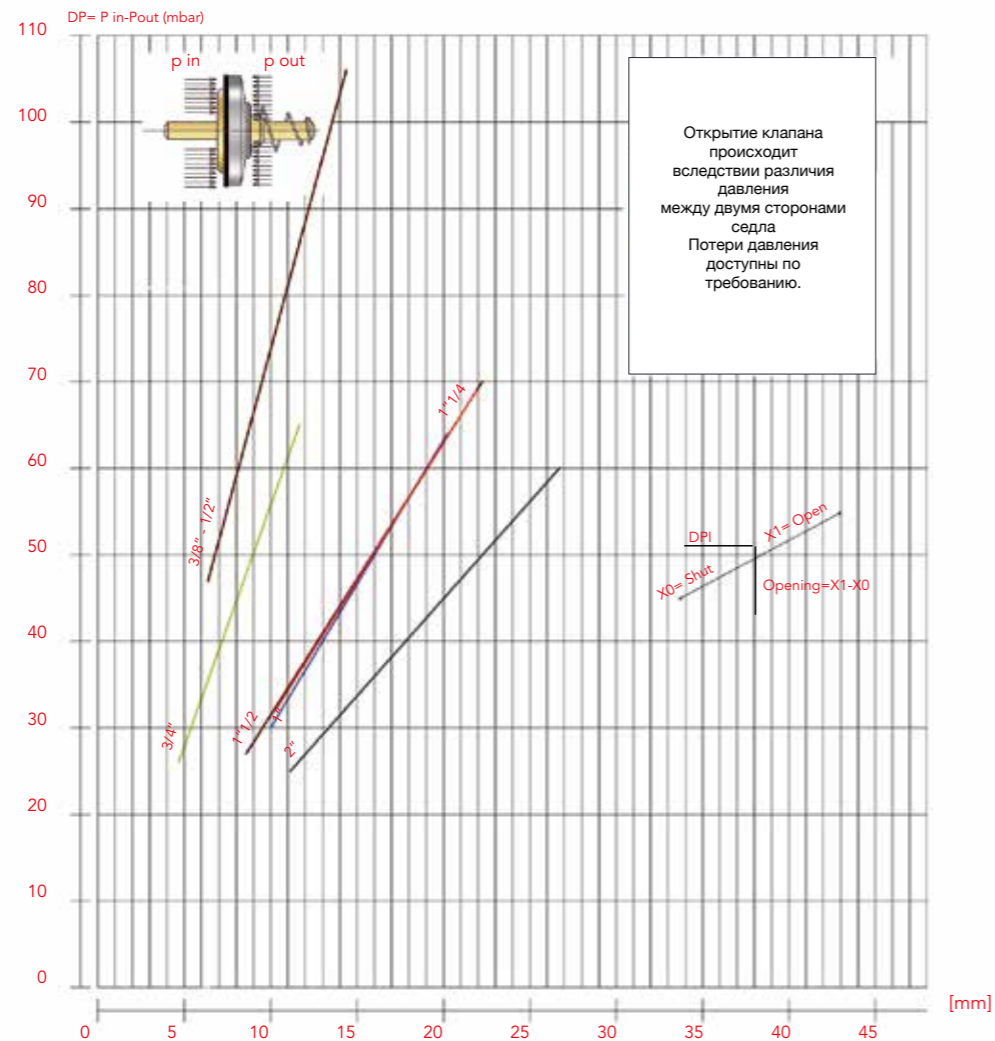 DP= P in-Pout (mbar)
110
p in
p out
100
90
80
70
60
50
40
30
20
10
0
Открытие клапана
происходит
вследствии различия
давления
между двумя сторонами
седла
Потери давления
доступны по
требованию.
3/8" - 1/2"
3/4"
1"1/4
1"1/2
1"
2"
DPI
X1= Open
X0= Shut
Opening=X1-X0
[mm]
0
5
10
15
20
25
30
35
40
45